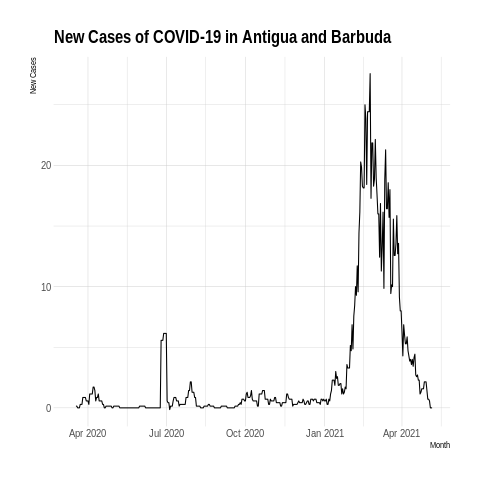 New Cases of COVID-19 in Antigua and Barbuda
New Cases
20
10
0
Apr 2020 Jul 2020 Oct 2020 Jan 2021 Apr 2021
Month